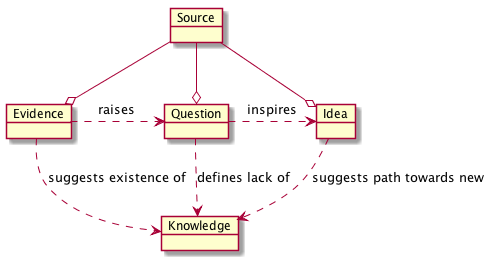 Source
Evidence
raises
Question
inspires
Idea
suggests existence of
defines lack of
suggests path towards new
Knowledge